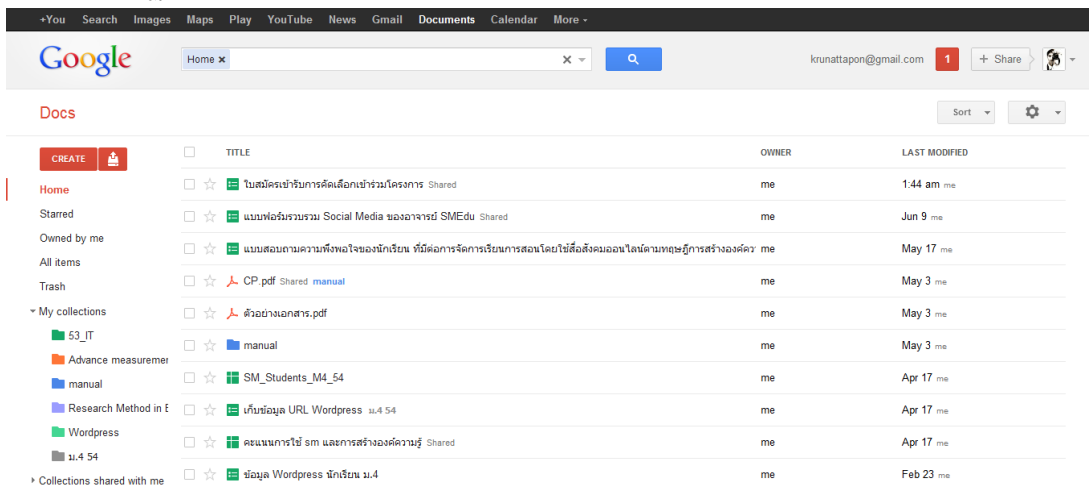 +You Search Images Maps Play YouTube News Gmail Documents Calendar More
Google Home krunattapon@gmail.com 1 + Share
Docs Sort
CREATE
Home
Starred
Owned by me
All items
Trash
My collections
53_IT
Advance measuremer
manual
Research Method in E
Wordpress
ม.4 54
Collections shared with me
TITLE OWNER LAST MODIFIED
ใบสมัครเข้ารับการคัดเลือกเข้าร่วมโครงการ Shared me 1:44 am me
แบบฟอร์มรวบรวม Social Media ของอาจารย์ SMEdu Shared me Jun 9 me
แบบสอบถามความพึงพอใจของนักเรียน ที่มีต่อการจัดการเรียนการสอนโดยใช้สื่อสังคมออนไลน์ตามทฤษฎีการสร้างองค์คว me May 17 me
CP.pdf Shared manual me May 3 me
ตัวอย่างเอกสาร.pdf me May 3 me
manual me May 3 me
SM_Students_M4_54 me Apr 17 me
เก็บข้อมูล URL Wordpress ม.4 54 me Apr 17 me
คะแนนการใช้ sm และการสร้างองค์ความรู้ Shared me Apr 17 me
ข้อมูล Wordpress นักเรียน ม.4 me Feb 23 me